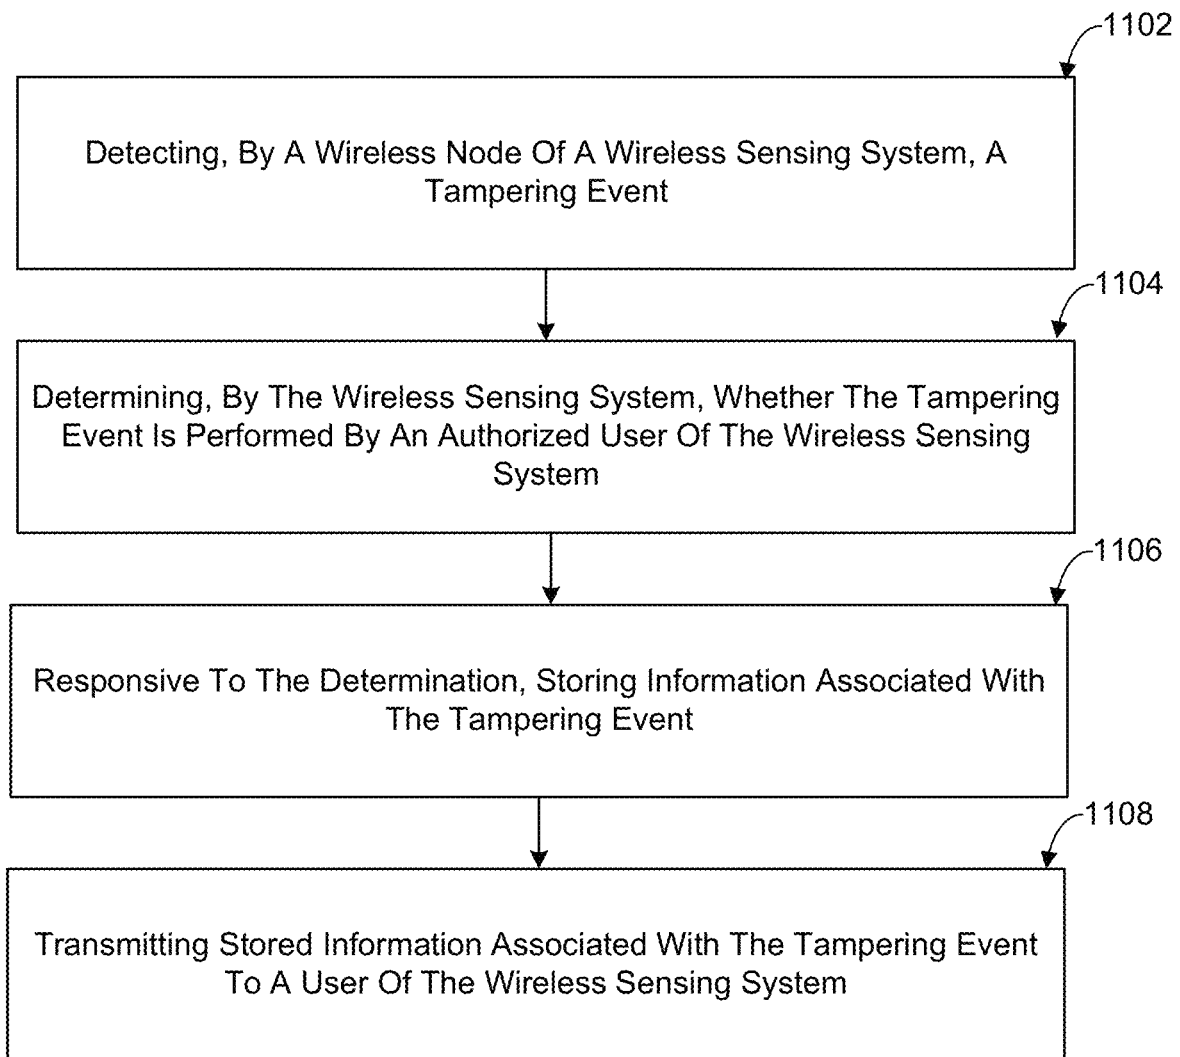 1102
Detecting, By A Wireless Node Of A Wireless Sensing System, A
Tampering Event
1104
Determining, By The Wireless Sensing System, Whether The Tampering
Event Is Performed By An Authorized User Of The Wireless Sensing
System
1106
Responsive To The Determination, Storing Information Associated With
The Tampering Event
1108
Transmitting Stored Information Associated With The Tampering Event
To A User Of The Wireless Sensing System